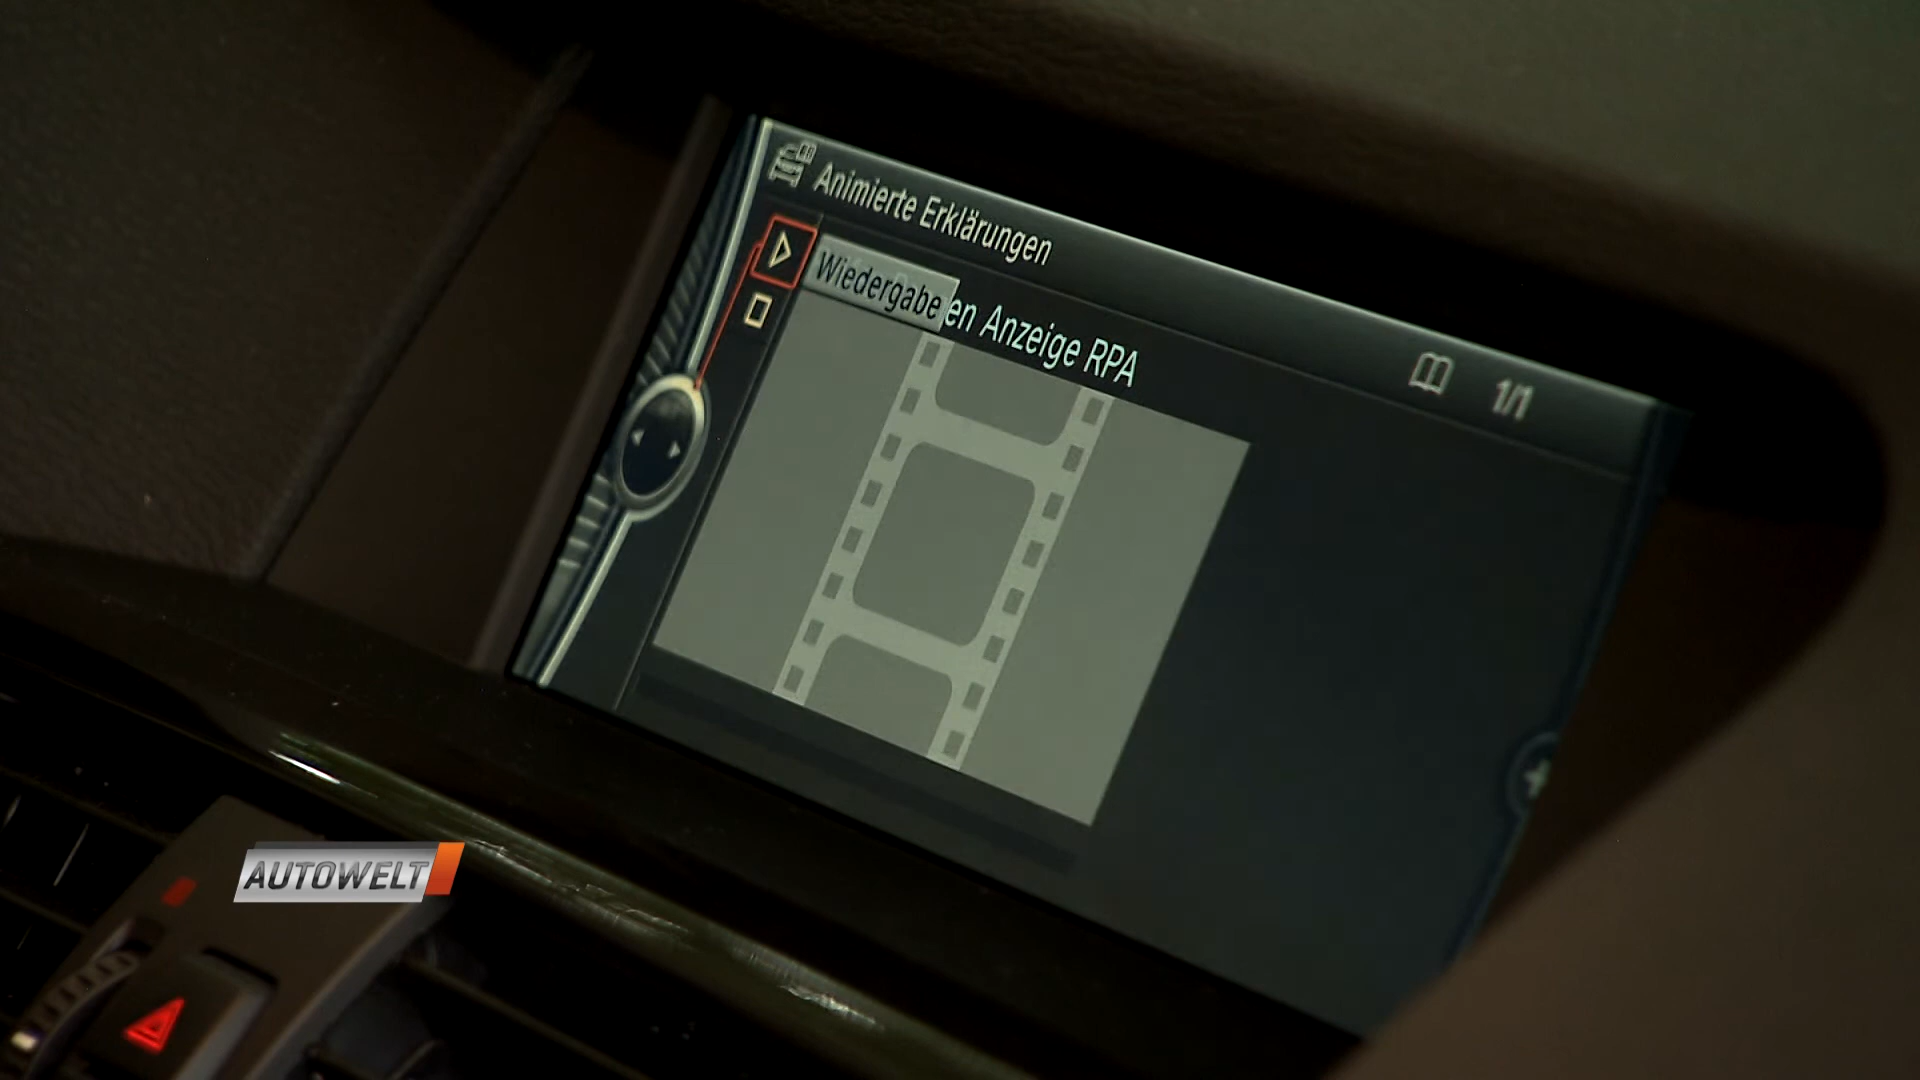 Animierte Erklärungen
Wiedergabe
en Anzeige RPA
1/1
AUTOWELT